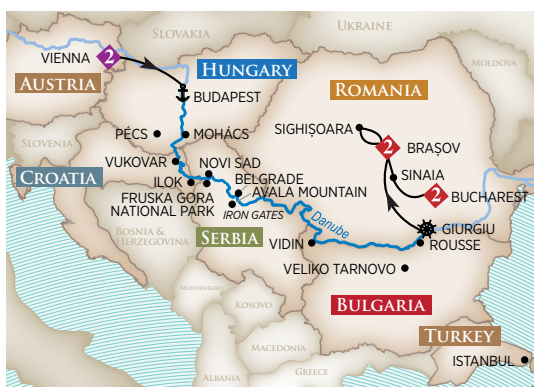 SLOVAKIA
UKRAINE
VIENNA
2
MOLDOVA
HUNGARY
AUSTRIA
BUDAPEST
ROMANIA
SLOVENIA
PÉCS
MOHÁCS
SIGHIȘOARA
2
BRAȘOV
VUKOVAR
NOVI SAD
SINAIA
CROATIA
ILOK
BELGRADE
AVALA MOUNTAIN
2
BUCHAREST
FRUSKA GORA
NATIONAL PARK
IRON GATES
Danube
GIURGIU
BOSNIA &
HERZEGOVINA
SERBIA
VIDIN
ROUSSE
VELIKO TARNOVO
MONTENEGRO
KOSOVO
BULGARIA
TURKEY
MACEDONIA
ISTANBUL
ALBANIA
GREECE